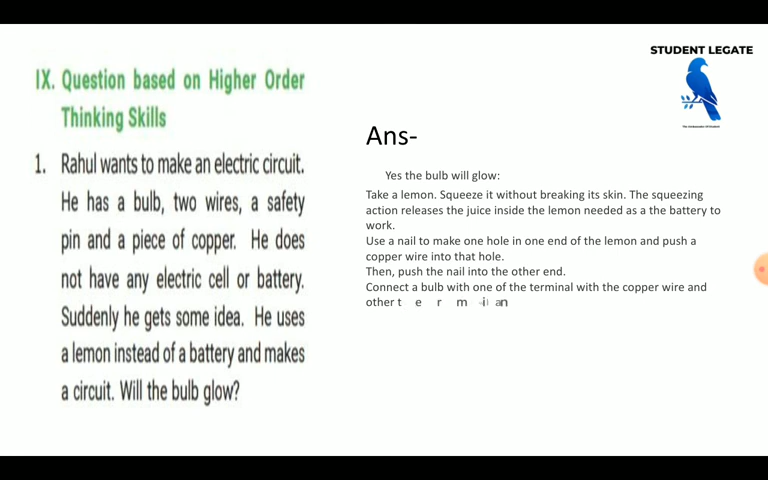 STUDENT LEGATE
IX. Question based on Higher Order
Thinking Skills
1. Rahul wants to make an electric circuit.
He has a bulb, two wires, a safety
pin and a piece of copper. He does
not have any electric cell or battery.
Suddenly he gets some idea. He uses
a lemon instead of a battery and makes
a circuit. Will the bulb glow?
Ans-
Yes the bulb will glow:
Take a lemon. Squeeze it without breaking its skin. The squeezing
action releases the juice inside the lemon needed as a the battery to
work.
Use a nail to make one hole in one end of the lemon and push a
copper wire into that hole.
Then, push the nail into the other end.
Connect a bulb with one of the terminal with the copper wire and
other